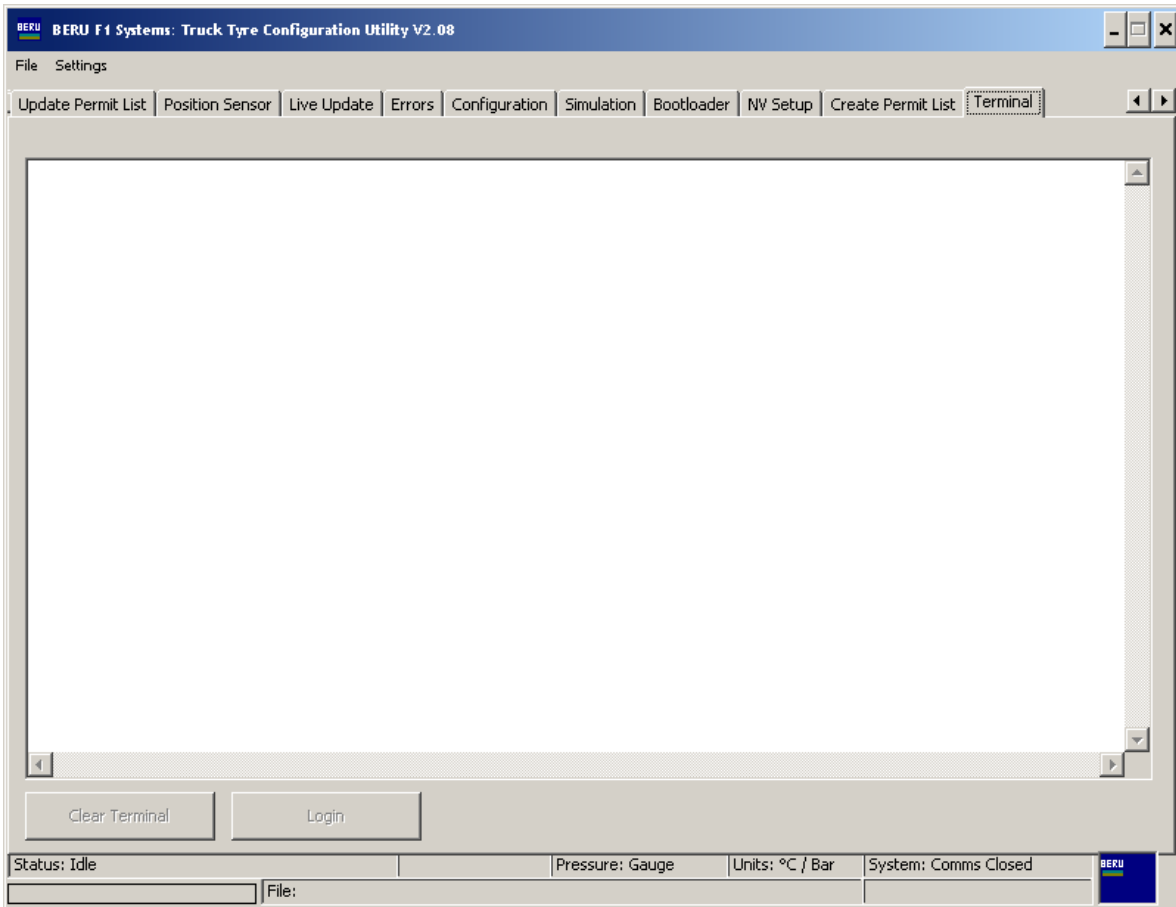 BERU BERU F1 Systems: Truck Tyre Configuration Utility V2.08
File Settings
Update Permit List Position Sensor Live Update Errors Configuration Simulation Bootloader NV Setup Create Permit List Terminal
Clear Terminal Login
Status: Idle Pressure: Gauge Units: °C / Bar System: Comms Closed BERU
File: